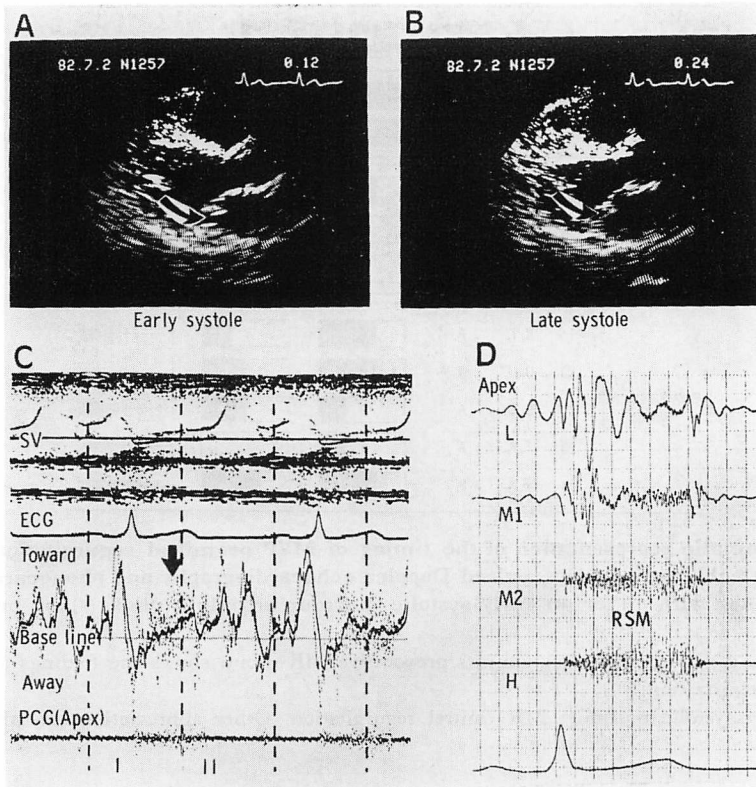 A
82.7.2 N1257
0.12
Early systole
B
82.7.2 N1257
0.24
Late systole
C
SV
ECG
Toward
Base line
Away
PCG(Apex)
I
II
D
Apex
L
M1
M2
RSM
H